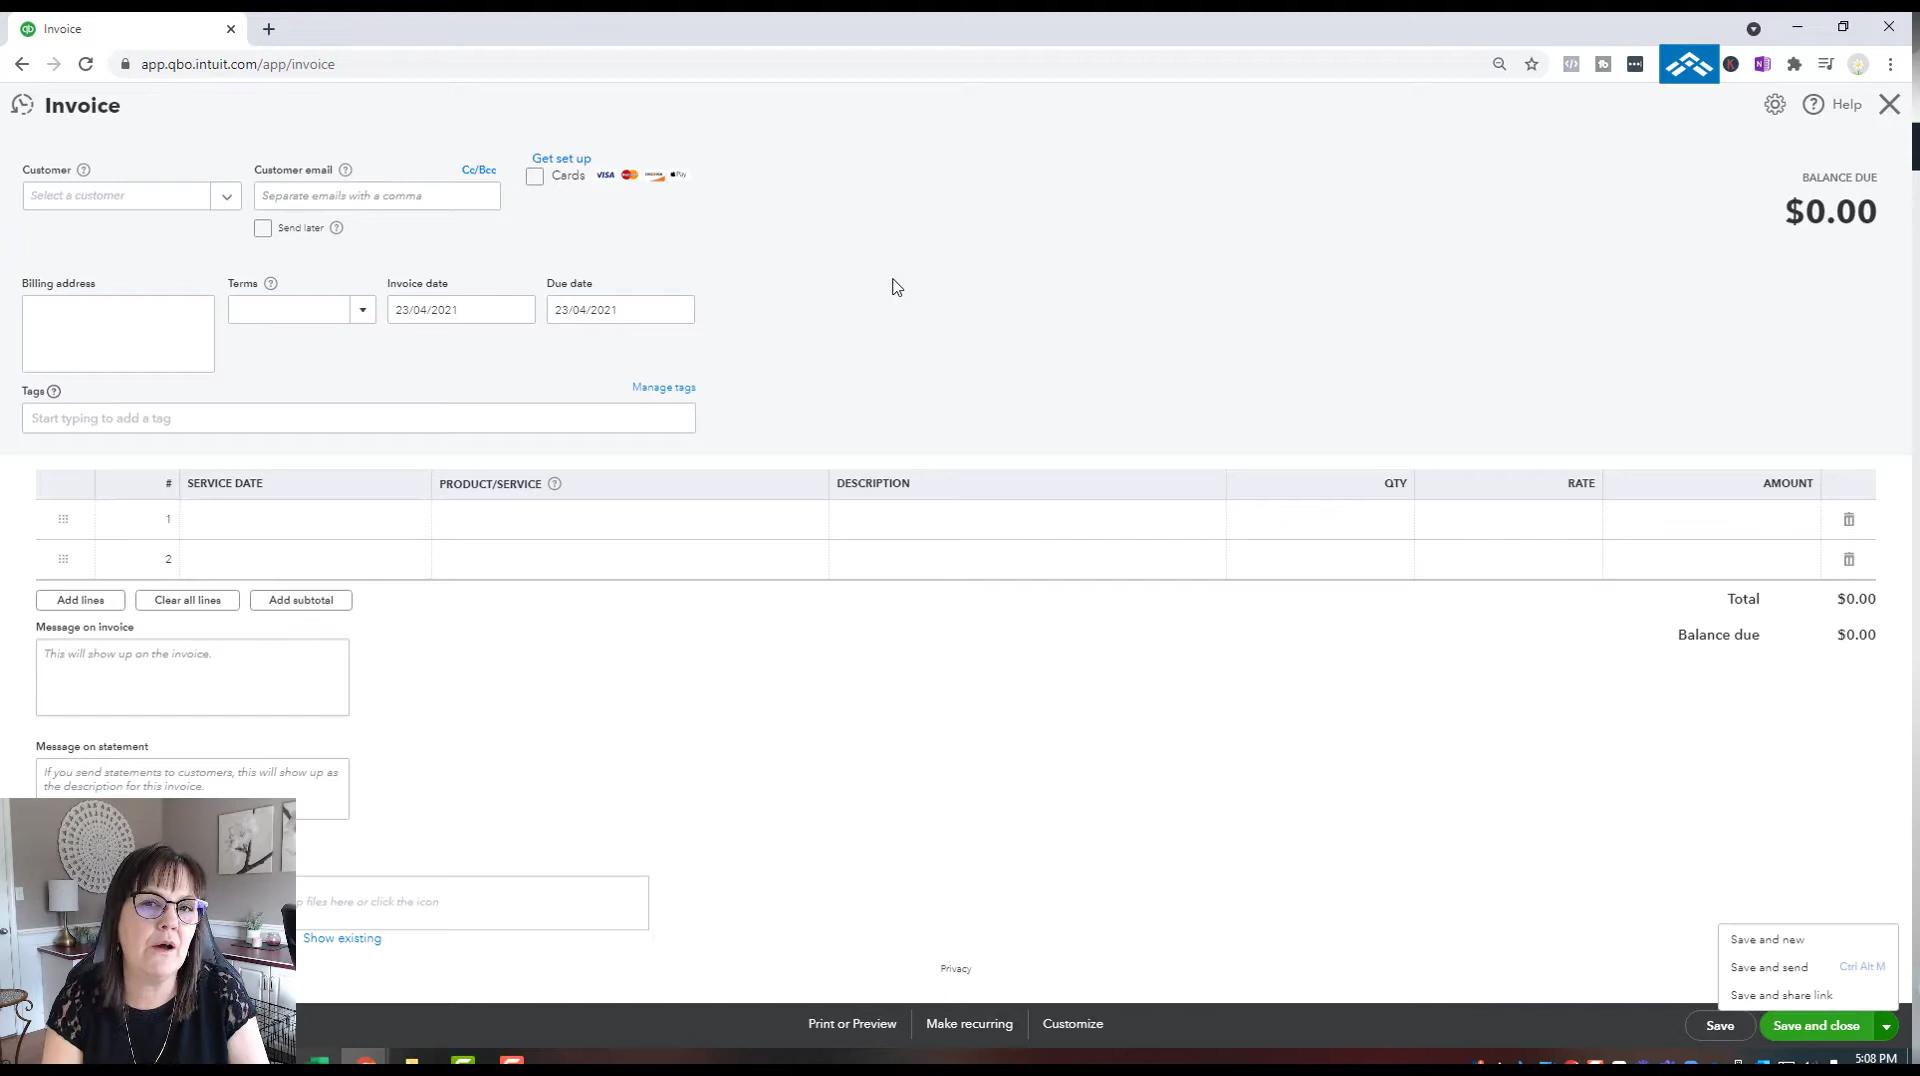 Invoice
app.qbo.intuit.com/app/invoice
Invoice
Help
Customer
Customer email
Cc/Bcc
Get set up
Cards
VISA
Pay
BALANCE DUE
$0.00
Select a customer
Separate emails with a comma
Send later
Billing address
Terms
Invoice date
Due date
23/04/2021
23/04/2021
Tags
Manage tags
Start typing to add a tag
# SERVICE DATE PRODUCT/SERVICE DESCRIPTION QTY RATE AMOUNT
1
2
Add lines Clear all lines Add subtotal
Total $0.00
Message on invoice
Balance due $0.00
This will show up on the invoice.
Message on statement
If you send statements to customers, this will show up as
the description for this invoice.
files here or click the icon
Show existing
Privacy
Save and new
Save and send Ctrl Alt M
Save and share link
Print or Preview Make recurring Customize
Save Save and close
5:08 PM